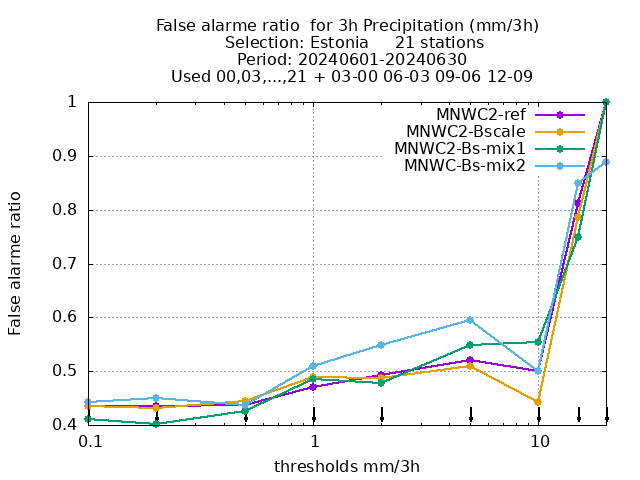 False alarme ratio  for 3h Precipitation (mm/3h)
Selection: Estonia     21 stations
Period: 20240601-20240630
Used 00,03,...,21 + 03-00 06-03 09-06 12-09
MNWC2-ref
MNWC2-Bscale
MNWC2-Bs-mix1
MNWC-Bs-mix2
False alarme ratio
1
0.9
0.8
0.7
0.6
0.5
0.4
0.1 1 10
thresholds mm/3h